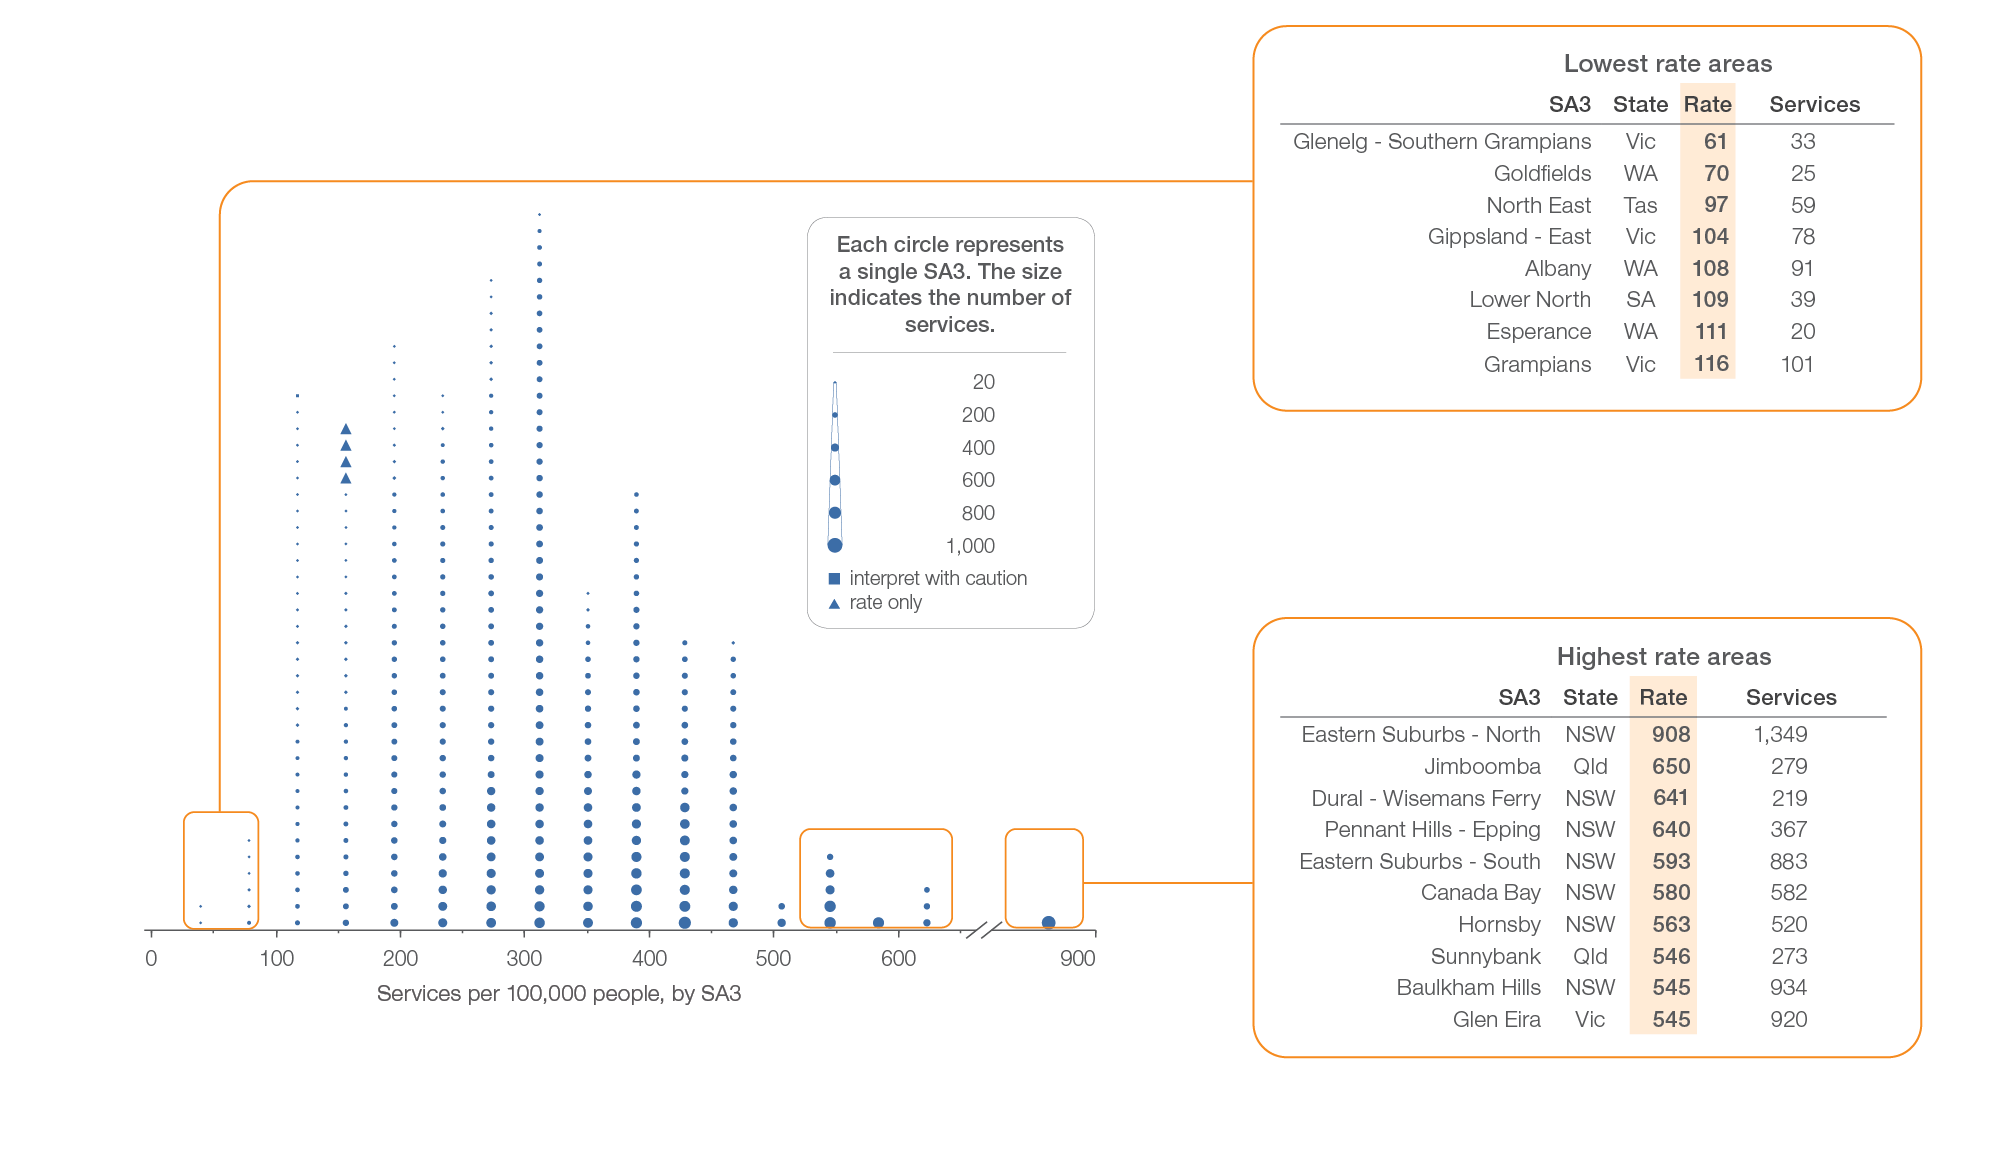 Lowest rate areas
SA3 State Rate Services
Glenelg - Southern Grampians Vic 61 33
Goldfields WA 70 25
North East Tas 97 59
Gippsland - East Vic 104 78
Albany WA 108 91
Lower North SA 109 39
Esperance WA 111 20
Grampians Vic 116 101
Each circle represents
a single SA3. The size
indicates the number of
services.
20
200
400
600
800
1,000
interpret with caution
rate only
Highest rate areas
SA3 State Rate Services
Eastern Suburbs - North NSW 908 1,349
Jimboomba Qld 650 279
Dural - Wisemans Ferry NSW 641 219
Pennant Hills - Epping NSW 640 367
Eastern Suburbs - South NSW 593 883
Canada Bay NSW 580 582
Hornsby NSW 563 520
Sunnybank Qld 546 273
Baulkham Hills NSW 545 934
Glen Eira Vic 545 920
0 100 200 300 400 500 600 900
Services per 100,000 people, by SA3